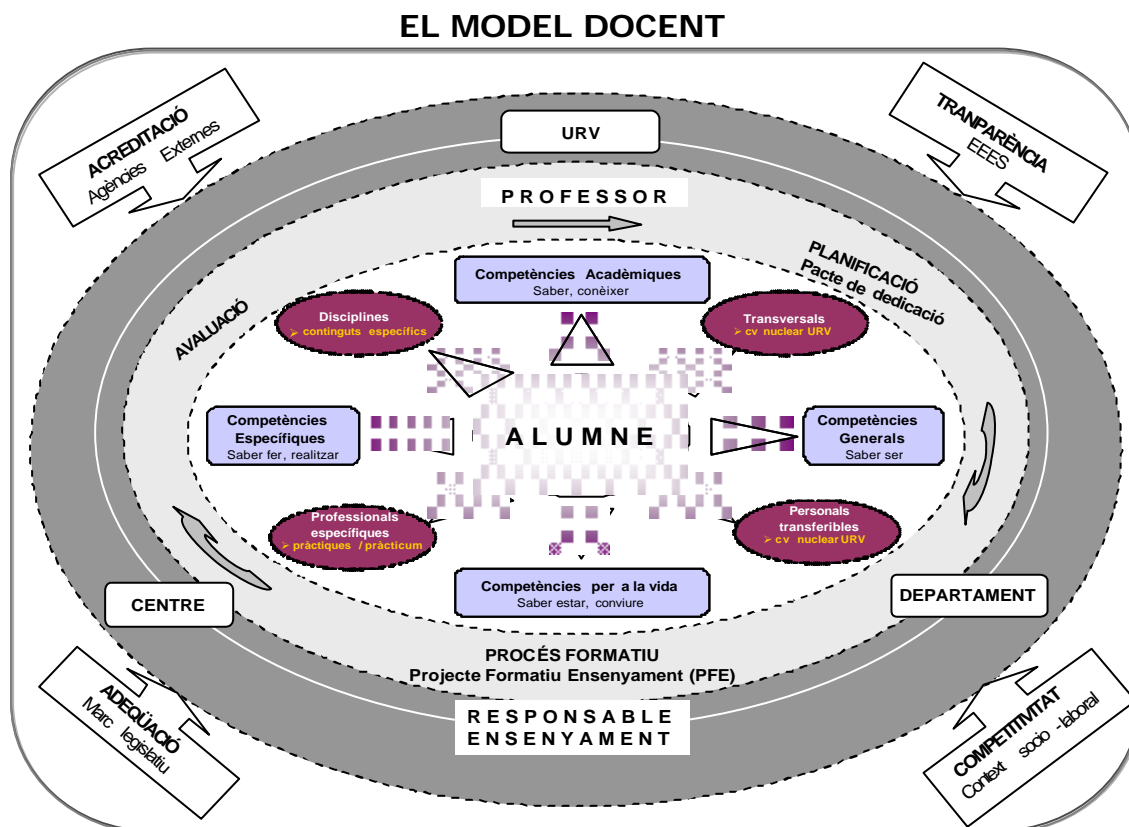 EL MODEL DOCENT
ACREDITACIÓ
Agències Externes
TRANPARÈNCIA
EEES
URV
PROFESSOR
PLANIFICACIÓ
Pacte de dedicació
AVALUACIÓ
Competències Acadèmiques
Saber, conèixer
Disciplines
➢ continguts específics
Transversals
➢ cv nuclear URV
Competències
Específiques
Saber fer, realitzar
ALUMNE
Competències
Generals
Saber ser
Professionals
específiques
➢ pràctiques / pràcticum
Personals
transferibles
➢ cv nuclear URV
Competències per a la vida
Saber estar, conviure
CENTRE
DEPARTAMENT
PROCÉS FORMATIU
Projecte Formatiu Ensenyament (PFE)
RESPONSABLE
ENSENYAMENT
ADEQÜACIÓ
Marc legislatiu
COMPETITIVITAT
Context socio -laboral